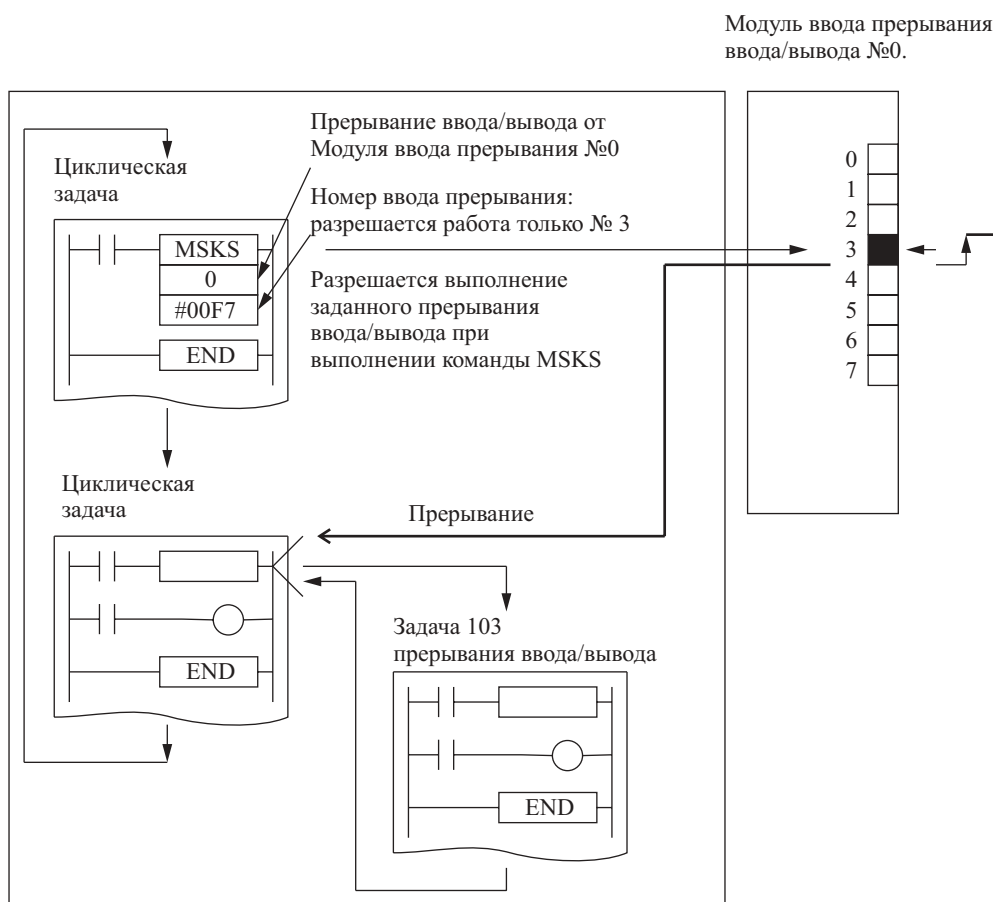 Модуль ввода прерывания
ввода/вывода №0.
Прерывание ввода/вывода от
Модуля ввода прерывания №0
Циклическая
задача
Номер ввода прерывания:
разрешается работа только № 3
MSKS
0
#00F7
END
Разрешается выполнение
заданного прерывания
ввода/вывода при
выполнении команды MSKS
0
1
2
3
4
5
6
7
Циклическая
задача
Прерывание
END
Задача 103
прерывания ввода/вывода
END